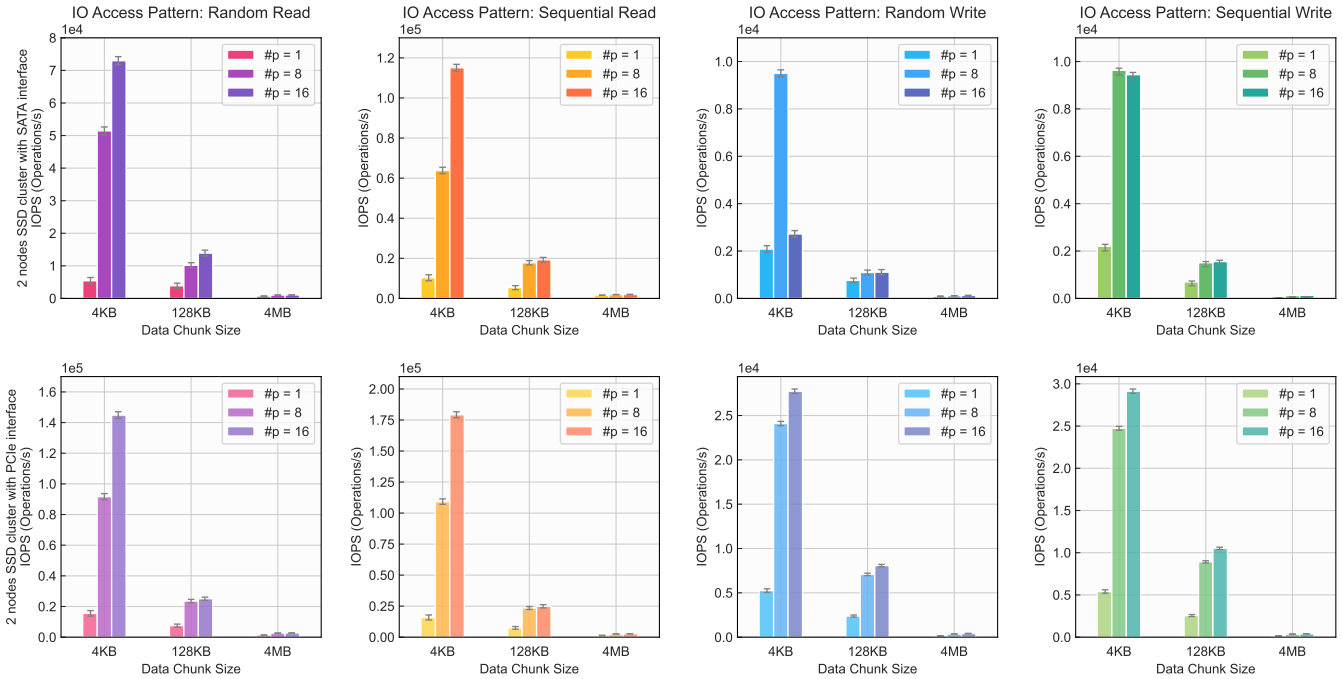 IO Access Pattern: Random Read
1e4
2 nodes SSD cluster with SATA interface
IOPS (Operations/s)
8
7
6
5
4
3
2
1
0
#p = 1
#p = 8
#p = 16
4KB 128KB 4MB
Data Chunk Size
IO Access Pattern: Sequential Read
1e5
IOPS (Operations/s)
1.2
1.0
0.8
0.6
0.4
0.2
0.0
#p = 1
#p = 8
#p = 16
4KB 128KB 4MB
Data Chunk Size
IO Access Pattern: Random Write
1e4
IOPS (Operations/s)
1.0
0.8
0.6
0.4
0.2
0.0
#p = 1
#p = 8
#p = 16
4KB 128KB 4MB
Data Chunk Size
IO Access Pattern: Sequential Write
1e4
IOPS (Operations/s)
1.0
0.8
0.6
0.4
0.2
0.0
#p = 1
#p = 8
#p = 16
4KB 128KB 4MB
Data Chunk Size
1e5
2 nodes SSD cluster with PCIe interface
IOPS (Operations/s)
1.6
1.4
1.2
1.0
0.8
0.6
0.4
0.2
0.0
#p = 1
#p = 8
#p = 16
4KB 128KB 4MB
Data Chunk Size
1e5
IOPS (Operations/s)
2.00
1.75
1.50
1.25
1.00
0.75
0.50
0.25
0.00
#p = 1
#p = 8
#p = 16
4KB 128KB 4MB
Data Chunk Size
1e4
IOPS (Operations/s)
2.5
2.0
1.5
1.0
0.5
0.0
#p = 1
#p = 8
#p = 16
4KB 128KB 4MB
Data Chunk Size
1e4
IOPS (Operations/s)
3.0
2.5
2.0
1.5
1.0
0.5
0.0
#p = 1
#p = 8
#p = 16
4KB 128KB 4MB
Data Chunk Size